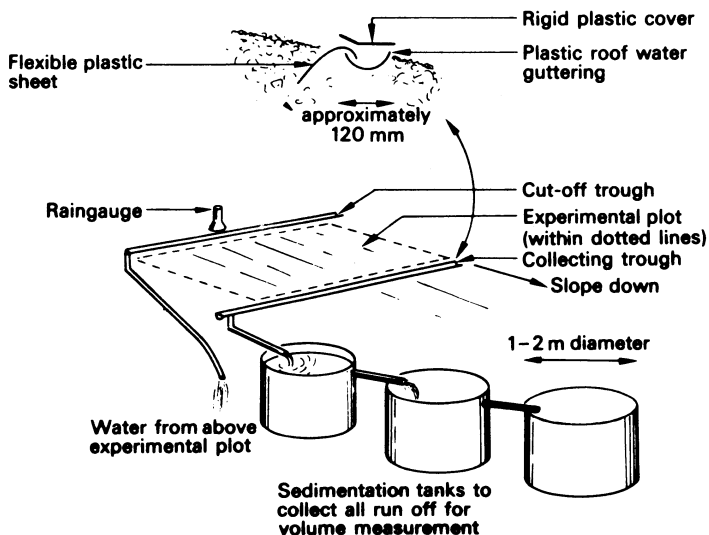 Rigid plastic cover
Flexible plastic
sheet
Plastic roof water
guttering
approximately
120 mm
Raingauge
Cut-off trough
Experimental plot
(within dotted lines)
Collecting trough
Slope down
1–2 m diameter
Water from above
experimental plot
Sedimentation tanks to
collect all run off for
volume measurement